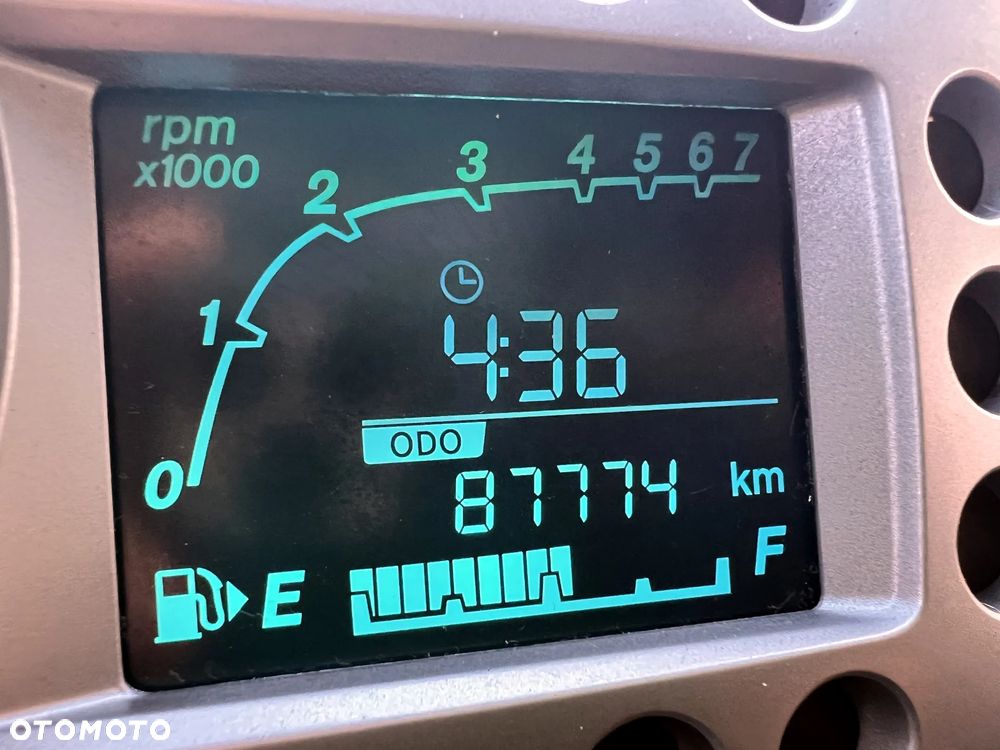 rpm
x1000
0 1 2 3 4 5 6 7
4:36
ODO
87774 km
E F
OTOMOTO